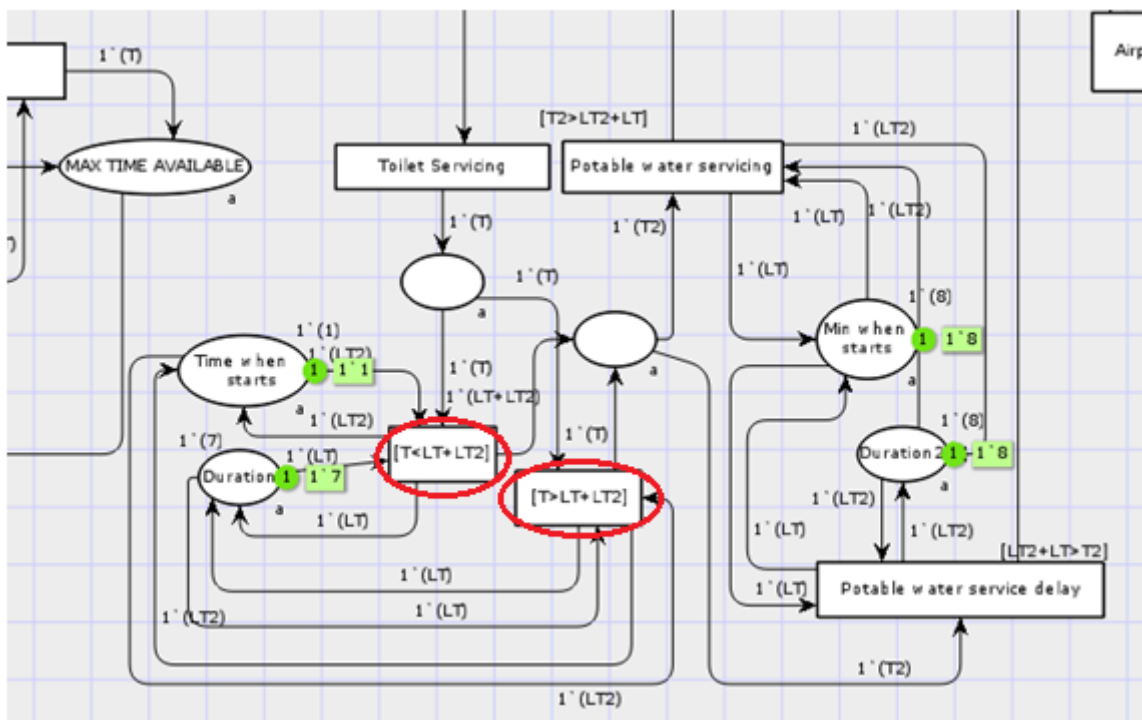 1`(T)
Airp
[T2>LT2+LT]
1`(LT2)
MAX TIME AVAILABLE
a
Toilet Servicing
Potable water servicing
1`(T)
1`(T2)
1`(LT)
1`(LT2)
1`(T)
1`(LT)
a
1`(8)
1`(1)
Min when
starts
1
1`8
1`(LT2)
Time when
starts
1
1`1
1`(T)
a
a
1`(LT+LT2)
a
1`(LT2)
1`(8)
1`(7)
1`(LT)
[T<LT+LT2]
1`(T)
Duration
1
1`7
Duration 2
1
1`8
a
a
[T>LT+LT2]
1`(LT2)
1`(LT)
1`(LT)
1`(LT2)
[LT2+LT>T2]
1`(LT)
1`(LT)
Potable water service delay
1`(LT2)
1`(LT)
1`(T2)
1`(LT2)